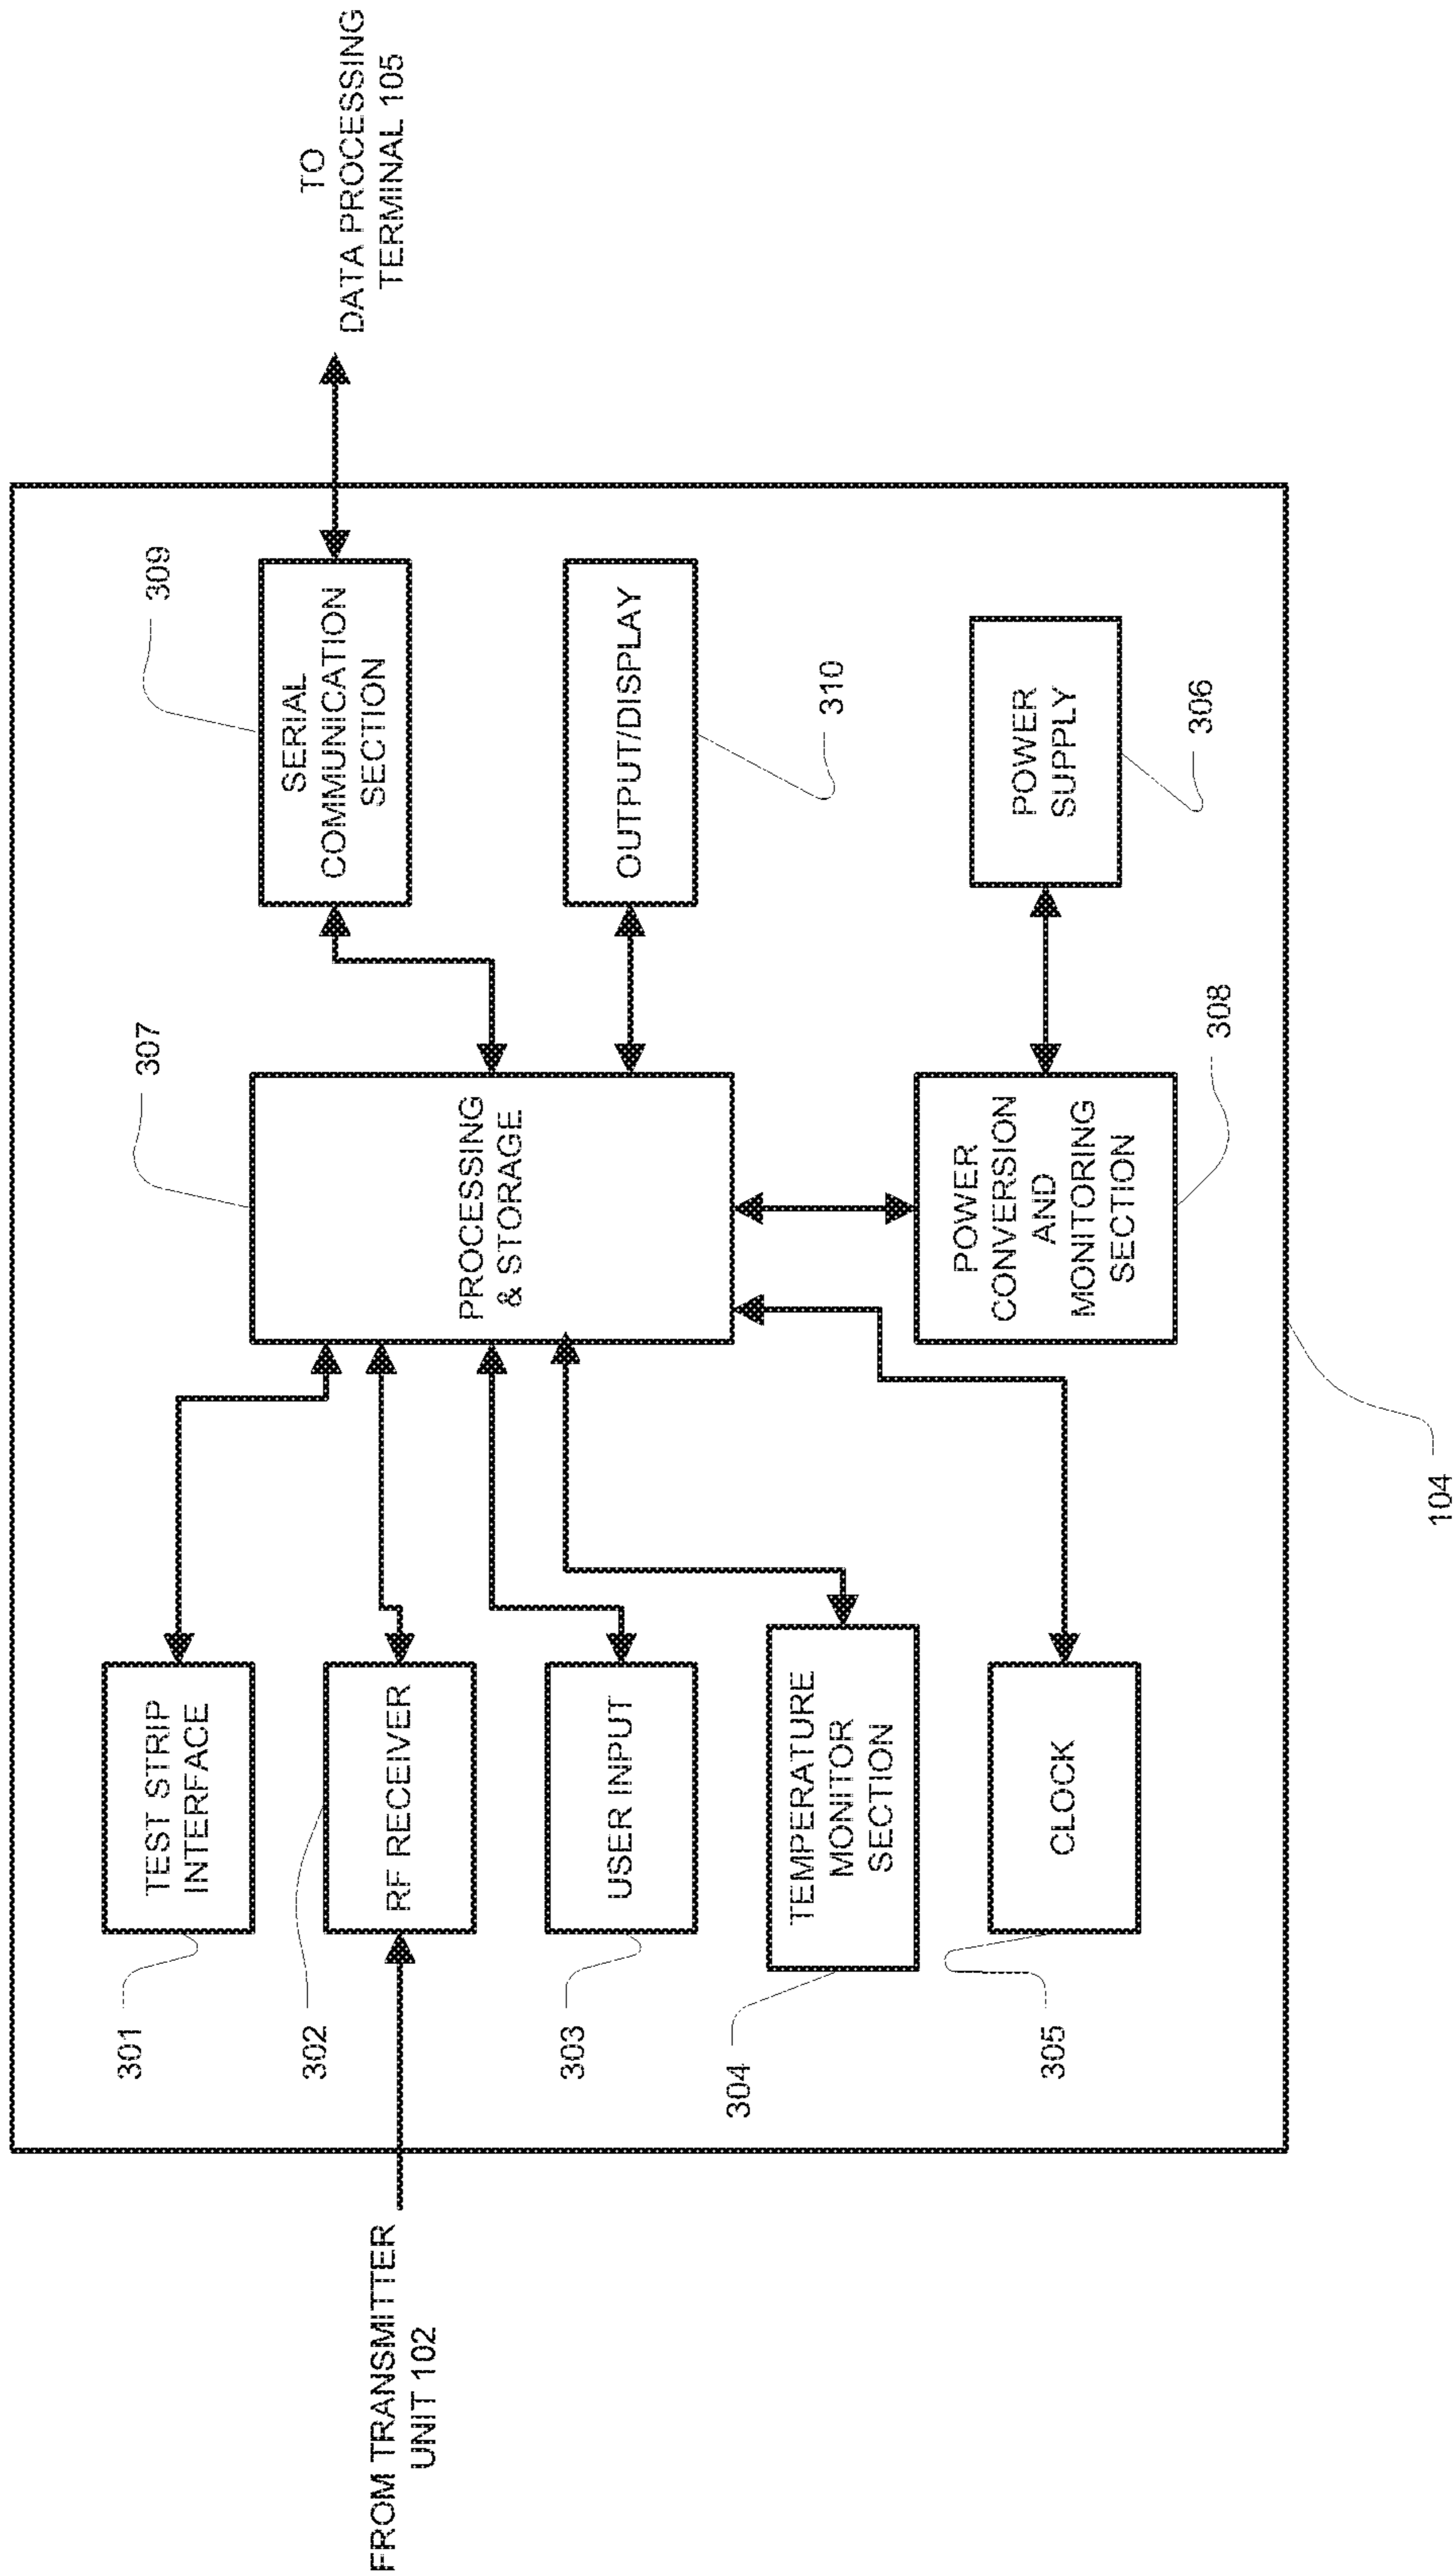 FROM TRANSMITTER
UNIT 102
301
TEST STRIP
INTERFACE
302
RF RECEIVER
303
USER INPUT
304
TEMPERATURE
MONITOR
SECTION
305
CLOCK
307
PROCESSING
& STORAGE
POWER
CONVERSION
AND
MONITORING
SECTION
308
309
SERIAL
COMMUNICATION
SECTION
OUTPUT/DISPLAY
310
POWER
SUPPLY
306
TO
DATA PROCESSING
TERMINAL 105
104